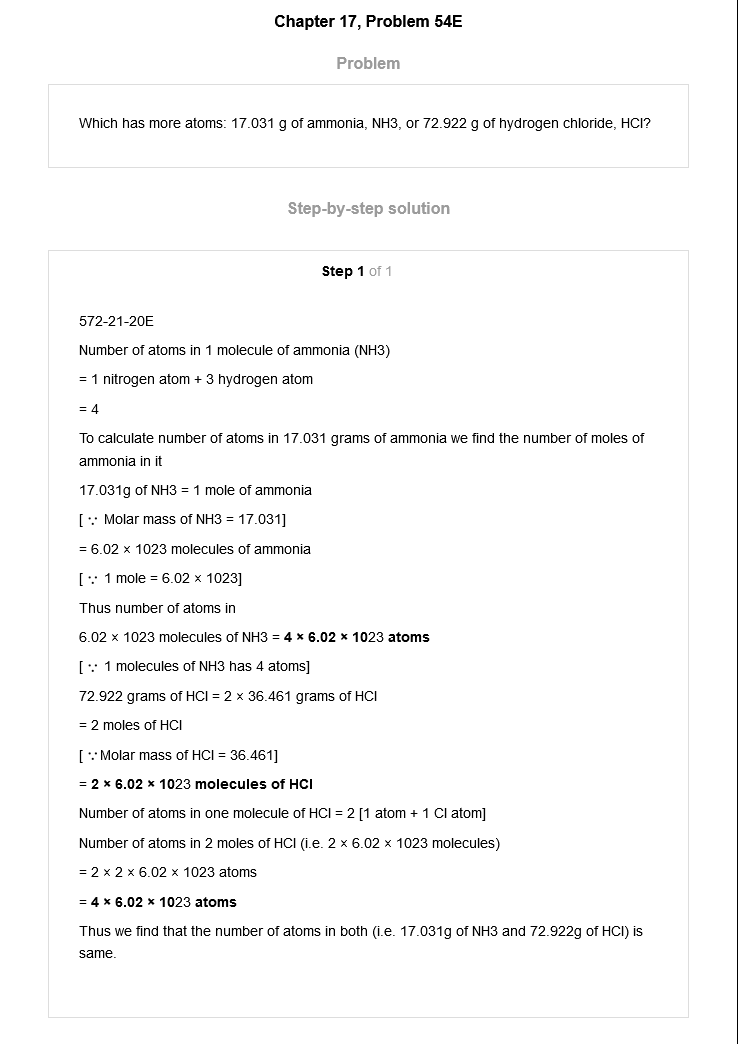 Chapter 17, Problem 54E
Problem
Which has more atoms: 17.031 g of ammonia, NH3, or 72.922 g of hydrogen chloride, HCl?
Step-by-step solution
Step 1 of 1
572-21-20E
Number of atoms in 1 molecule of ammonia (NH3)
= 1 nitrogen atom + 3 hydrogen atom
= 4
To calculate number of atoms in 17.031 grams of ammonia we find the number of moles of
ammonia in it
17.031g of NH3 = 1 mole of ammonia
[ ∵ Molar mass of NH3 = 17.031]
= 6.02 × 1023 molecules of ammonia
[ ∵ 1 mole = 6.02 × 1023]
Thus number of atoms in
6.02 × 1023 molecules of NH3 = 4 × 6.02 × 1023 atoms
[ ∵ 1 molecules of NH3 has 4 atoms]
72.922 grams of HCl = 2 × 36.461 grams of HCl
= 2 moles of HCl
[ ∵ Molar mass of HCl = 36.461]
= 2 × 6.02 × 1023 molecules of HCl
Number of atoms in one molecule of HCl = 2 [1 atom + 1 Cl atom]
Number of atoms in 2 moles of HCl (i.e. 2 × 6.02 × 1023 molecules)
= 2 × 2 × 6.02 × 1023 atoms
= 4 × 6.02 × 1023 atoms
Thus we find that the number of atoms in both (i.e. 17.031g of NH3 and 72.922g of HCl) is
same.